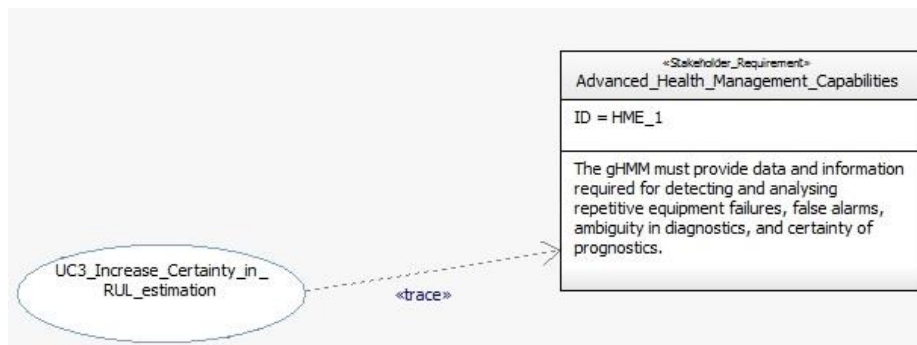 «Stakeholder_Requirement»
Advanced_Health_Management_Capabilities
ID = HME_1
The gHMM must provide data and information
required for detecting and analysing
repetitive equipment failures, false alarms,
ambiguity in diagnostics, and certainty of
prognostics.
UC3_Increase_Certainty_in_
RUL_estimation
«trace»